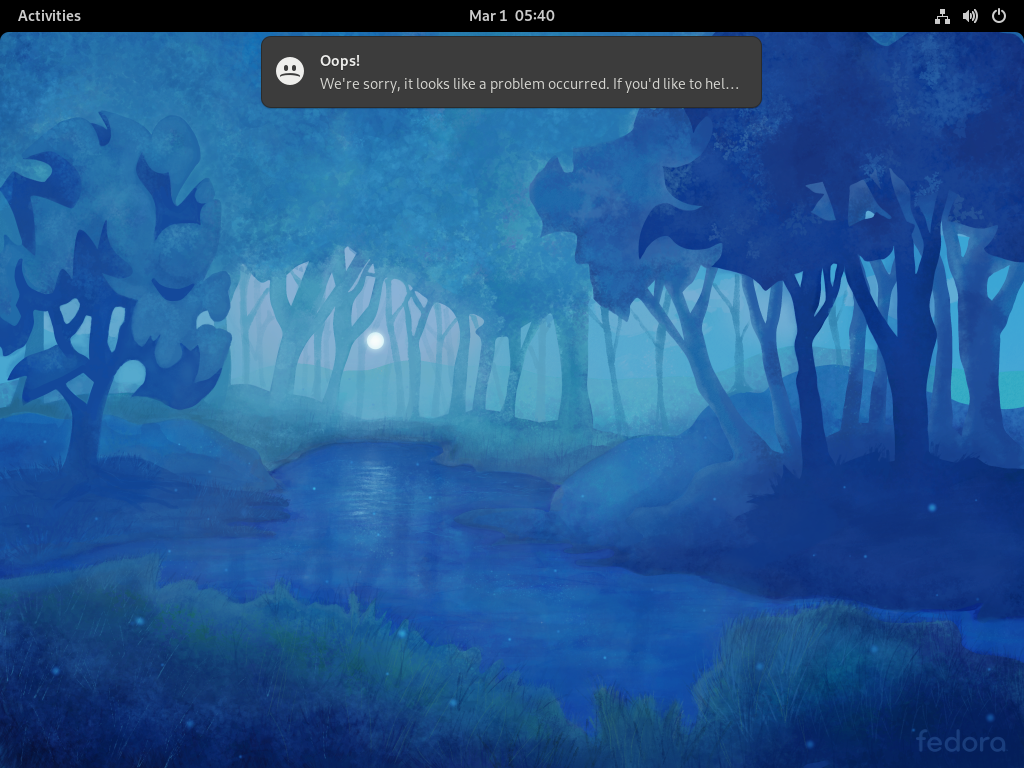 Activities
Mar 1 05:40
Oops!
We're sorry, it looks like a problem occurred. If you'd like to hel…
fedora